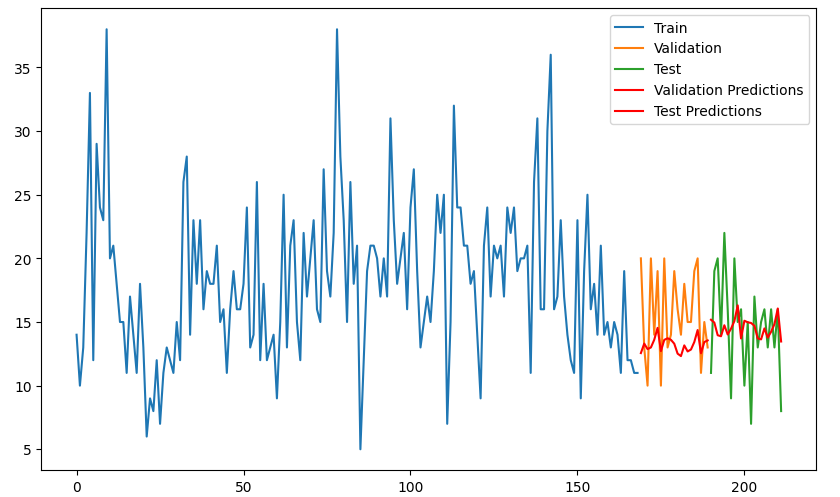 Train
Validation
Test
Validation Predictions
Test Predictions
35
30
25
20
15
10
5
0 50 100 150 200